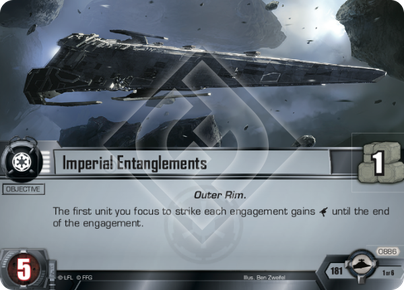 Imperial Entanglements
1
OBJECTIVE
Outer Rim.
The first unit you focus to strike each engagement gains until the end
of the engagement.
5
© LFL © FFG
Illus. Ben Zweifel
181
0886
1 of 6